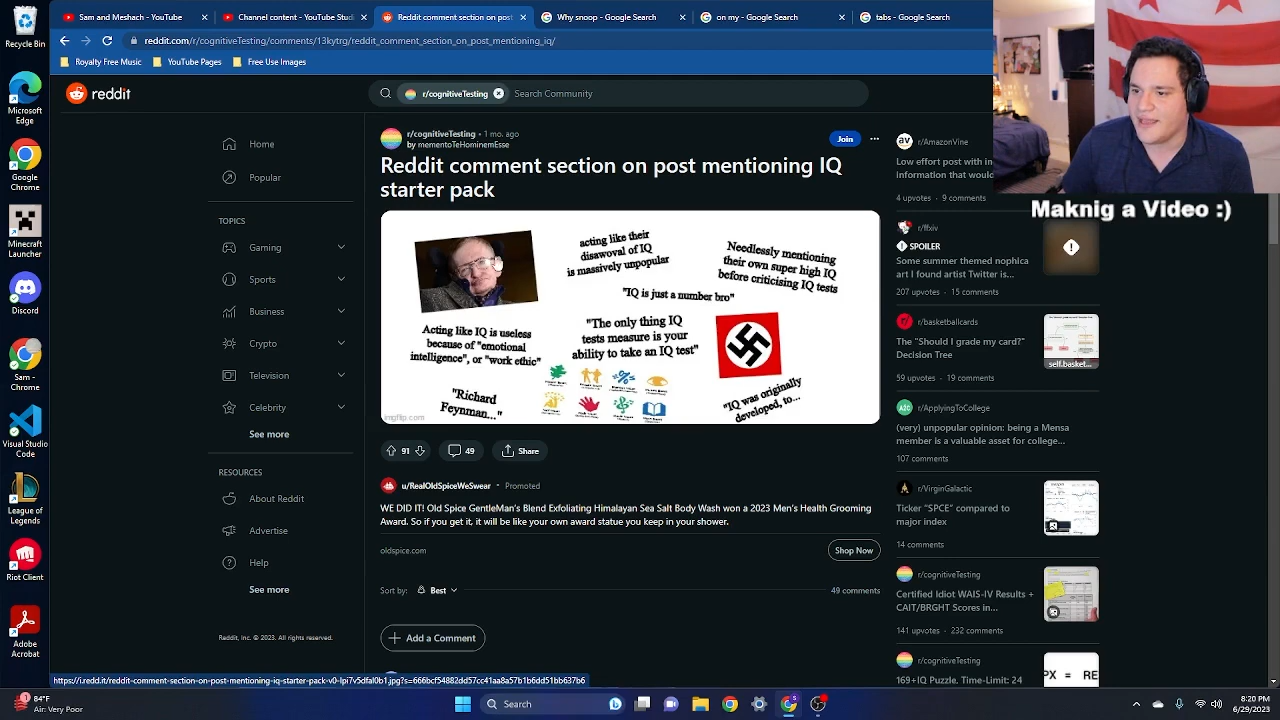 YouTube
YouTube
Reddit comment section on pos
Why - Google Search
on my - Google Search
tabs - Google Search
reddit.com/r/cognitiveTesting/comments/13kytrg/reddit_comment_section_on_post_mentioning_iq/
Royalty Free Music
YouTube Pages
Free Use Images
Recycle Bin
Microsoft
Edge
Google
Chrome
Minecraft
Launcher
Discord
Sam -
Chrome
Visual Studio
Code
League of
Legends
Riot Client
Adobe
Acrobat
reddit
r/cognitiveTesting
Search Community
Home
Popular
TOPICS
Gaming
Sports
Business
Crypto
Television
Celebrity
See more
RESOURCES
About Reddit
Advertise
Help
See more
Reddit, Inc. © 2023. All rights reserved.
r/cognitiveTesting • 1 mo. ago
by mementoTeHominemEsse
Join
Reddit comment section on post mentioning IQ
starter pack
acting like their
disavowal of IQ
is massively unpopular
Needlessly mentioning
their own super high IQ
before criticising IQ tests
"IQ is just a number bro"
Acting like IQ is useless
because of "emotional
intelligence", or "work ethic"
"The only thing IQ
tests measure is your
ability to take an IQ test"
"Richard
Feynman..."
"IQ was originally
developed, to..."
imgflip.com
91
49
Share
u/RealOldSpiceWeSwear • Promoted
WE DID IT! Old Spice GentleMan's Blend Exfoliating Himalayan Sea Salt Body Wash won a 2023 Men's Health Grooming
Award. So if you use it, it will be like your own award show ceremony in your shower.
oldspice.com
Shop Now
Sort by:
Best
49 comments
Add a Comment
Maknig a Video :)
r/AmazonVine
Low effort post with in
information that would
4 upvotes • 9 comments
r/ffxiv
SPOILER
Some summer themed nophica
art I found artist Twitter is...
207 upvotes • 15 comments
r/basketballcards
The "Should I grade my card?"
Decision Tree
self.basket...
59 upvotes • 19 comments
r/ApplyingToCollege
(very) unpopular opinion: being a Mensa
member is a valuable asset for college...
107 comments
r/VirginGalactic
Ticker "SPCE" compared to
major index
14 comments
r/cognitiveTesting
Certified Idiot WAIS-IV Results +
CAIT/BRGHT Scores in...
141 upvotes • 232 comments
r/cognitiveTesting
169+IQ Puzzle, Time-Limit: 24
PX = RE
84°F
Air: Very Poor
Search
8:20 PM
6/29/2023